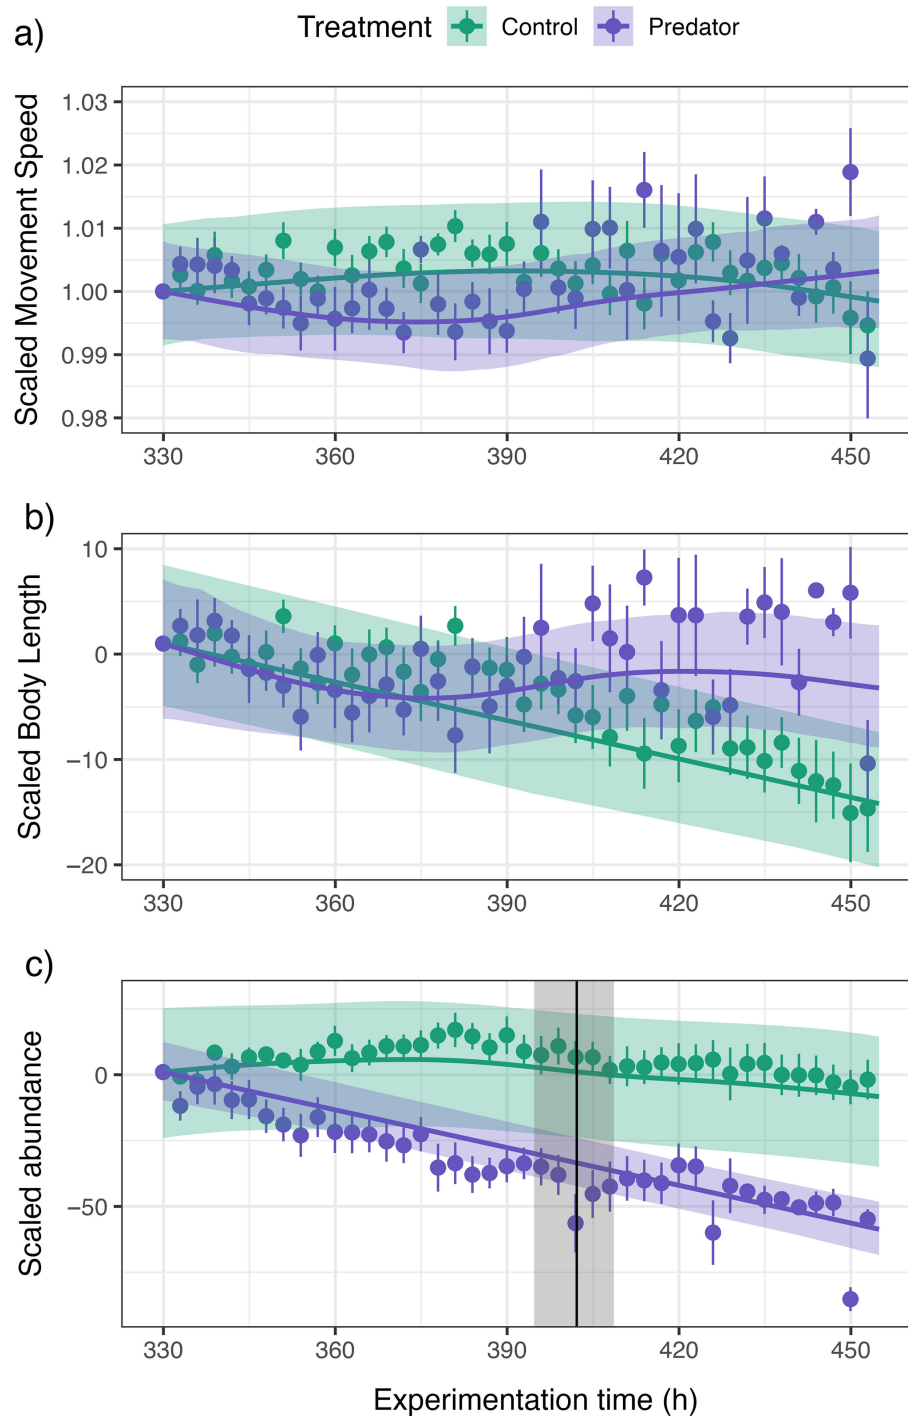 a)
Treatment Control Predator
Scaled Movement Speed
1.03
1.02
1.01
1.00
0.99
0.98
330 360 390 420 450
b)
Scaled Body Length
10
0
−10
−20
330 360 390 420 450
c)
Scaled abundance
0
−50
330 360 390 420 450
Experimentation time (h)